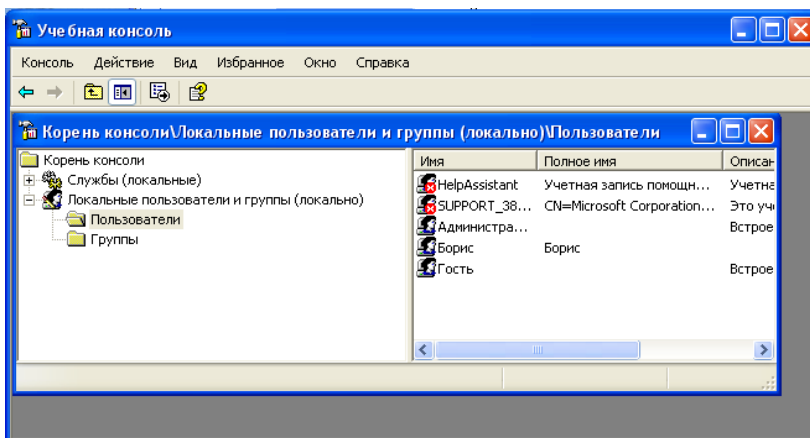 Учебная консоль
Консоль Действие Вид Избранное Окно Справка
Корень консоли\Локальные пользователи и группы (локально)\Пользователи
Корень консоли
Службы (локальные)
Локальные пользователи и группы (локально)
Пользователи
Группы
Имя Полное имя Описан
HelpAssistant Учетная запись помощн... Учетна
SUPPORT_38... CN=Microsoft Corporation... Это уч
Администра... Встрое
Борис Борис
Гость Встрое